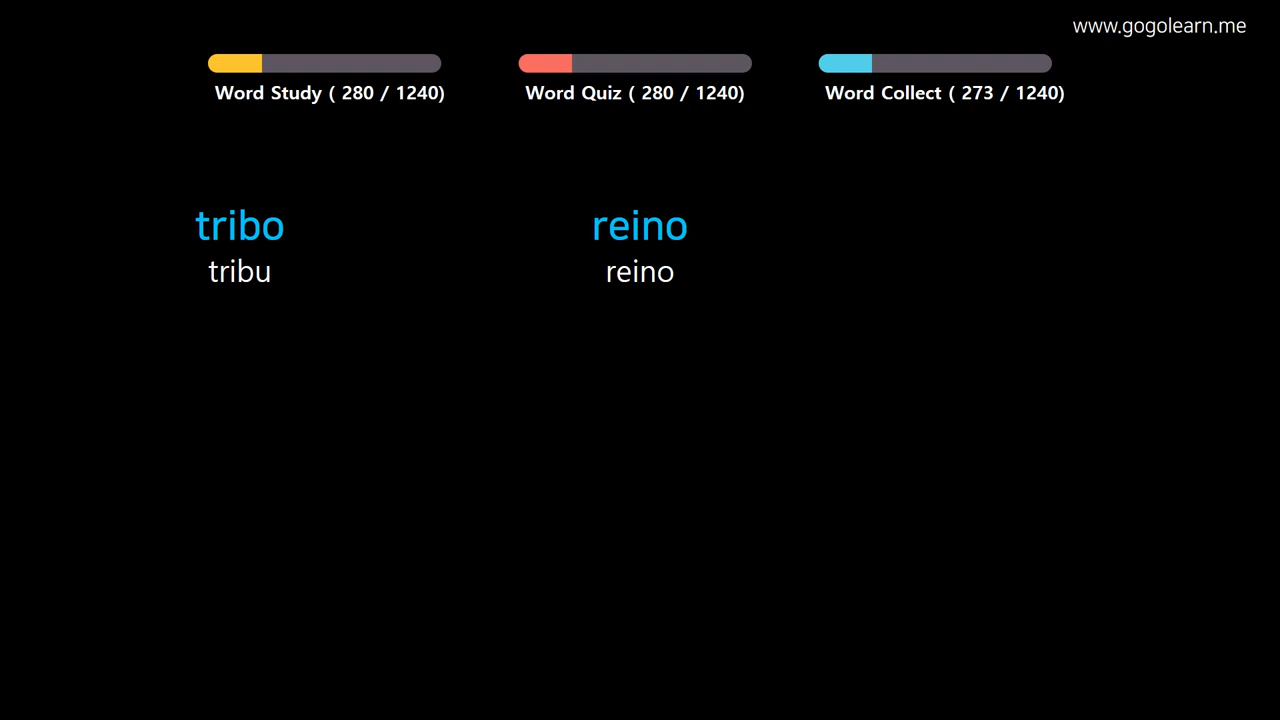 www.gogolearn.me
Word Study ( 280 / 1240)
Word Quiz ( 280 / 1240)
Word Collect ( 273 / 1240)
tribo
tribu
reino
reino